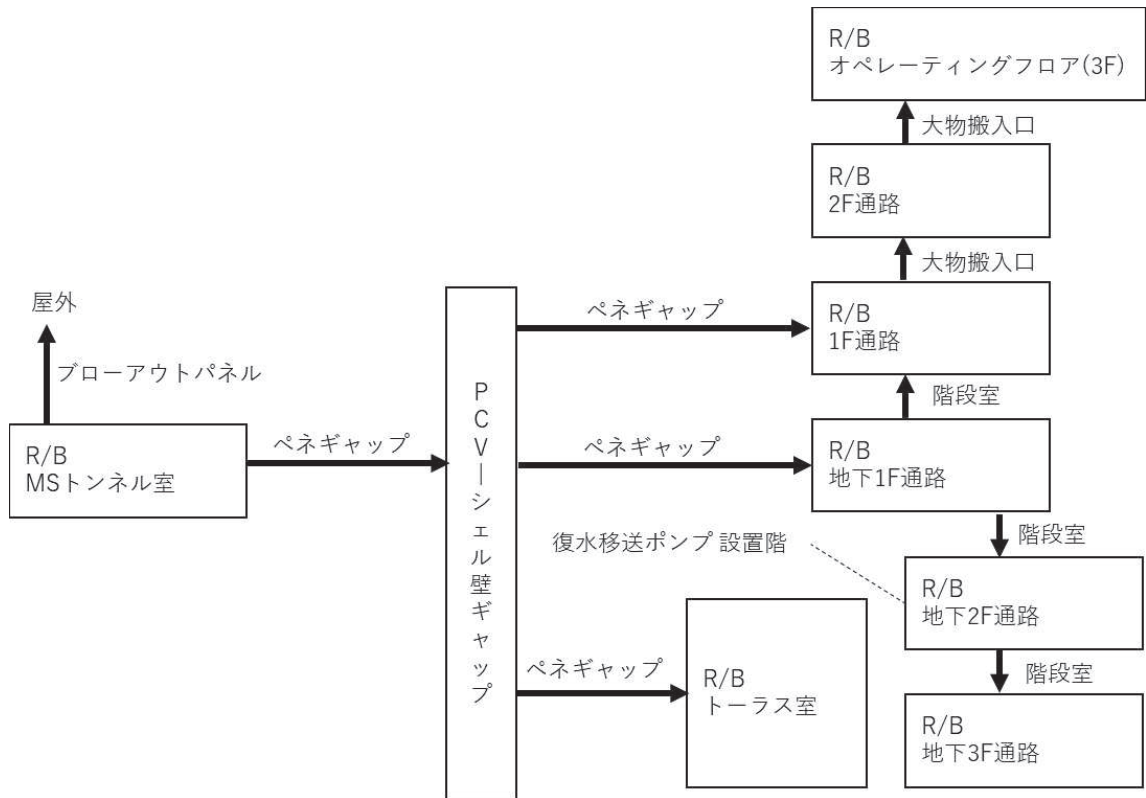 R/B
オペレーティングフロア(3F)
大物搬入口
R/B
2F通路
大物搬入口
屋外
ペネギャップ
R/B
1F通路
ブローアウトパネル
階段室
R/B
MSトンネル室
ペネギャップ
PCV―シェル壁ギャップ
ペネギャップ
R/B
地下1F通路
復水移送ポンプ 設置階
階段室
R/B
地下2F通路
ペネギャップ
R/B
トーラス室
階段室
R/B
地下3F通路